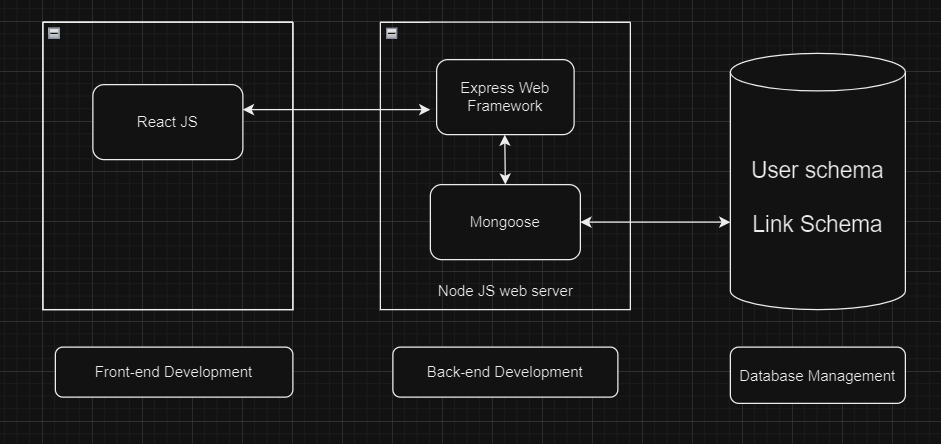 React JS
Express Web
Framework
Mongoose
Node JS web server
User schema
Link Schema
Front-end Development
Back-end Development
Database Management